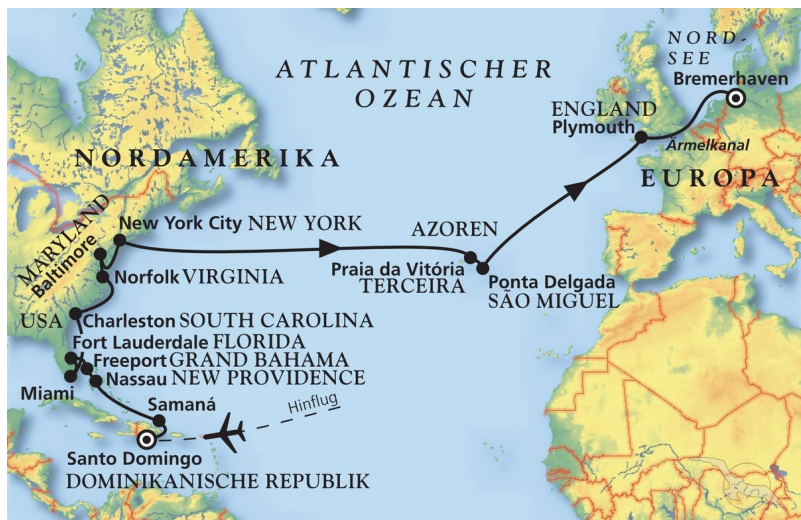 NORD-
SEE
ATLANTISCHER
OZEAN
Bremerhaven
ENGLAND
Plymouth
Ärmelkanal
NORDAMERIKA
EUROPA
MARYLAND
Baltimore
New York City NEW YORK
AZOREN
Praia da Vitória
TERCEIRA
Norfolk VIRGINIA
Ponta Delgada
SÃO MIGUEL
USA
Charleston SOUTH CAROLINA
Fort Lauderdale FLORIDA
Freeport GRAND BAHAMA
Nassau NEW PROVIDENCE
Miami
Samaná
Hinflug
Santo Domingo
DOMINIKANISCHE REPUBLIK